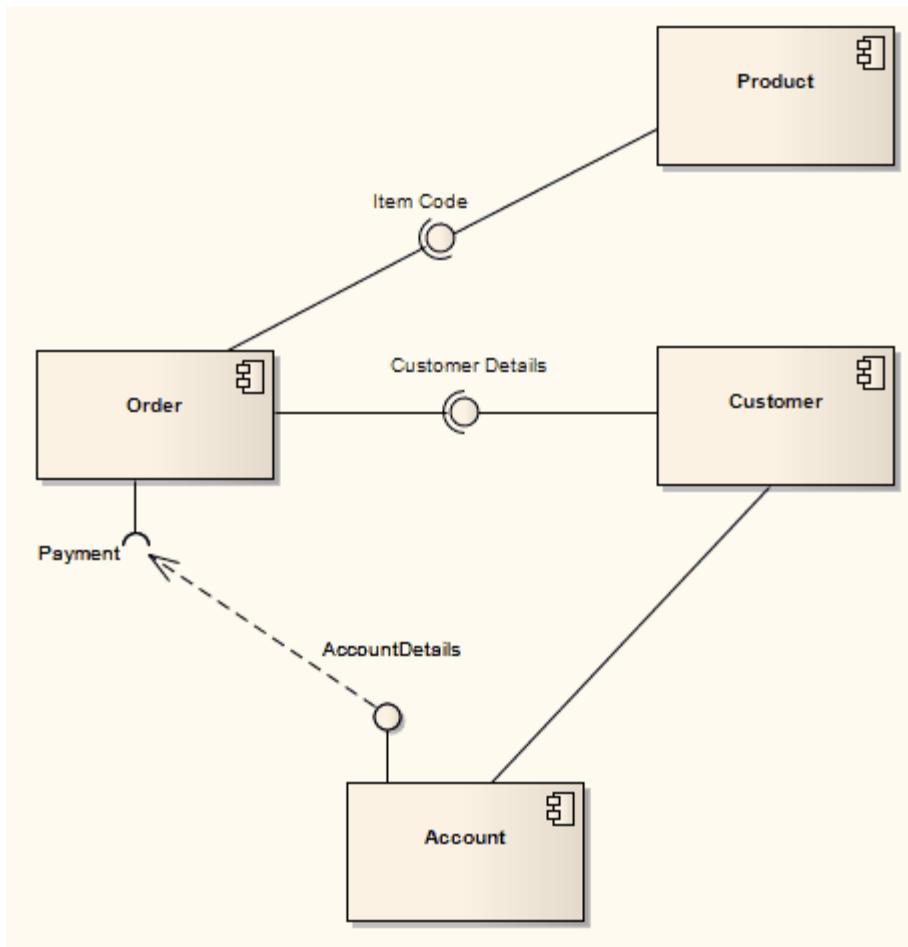 Product
Item Code
Customer Details
Order
Customer
Payment
AccountDetails
Account